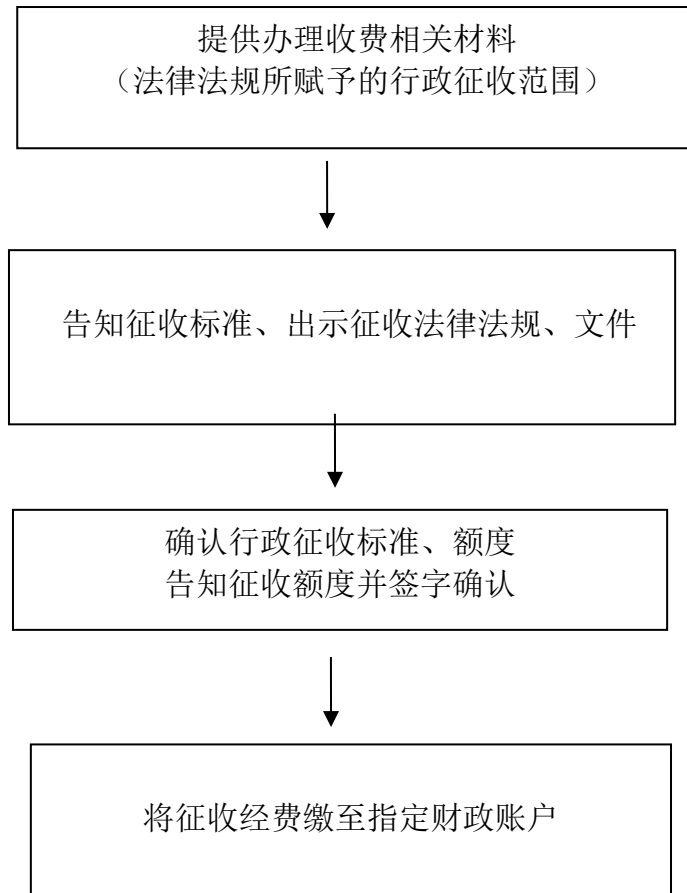 提供办理收费相关材料
（法律法规所赋予的行政征收范围）
告知征收标准、出示征收法律法规、文件
确认行政征收标准、额度
告知征收额度并签字确认
将征收经费缴至指定财政账户